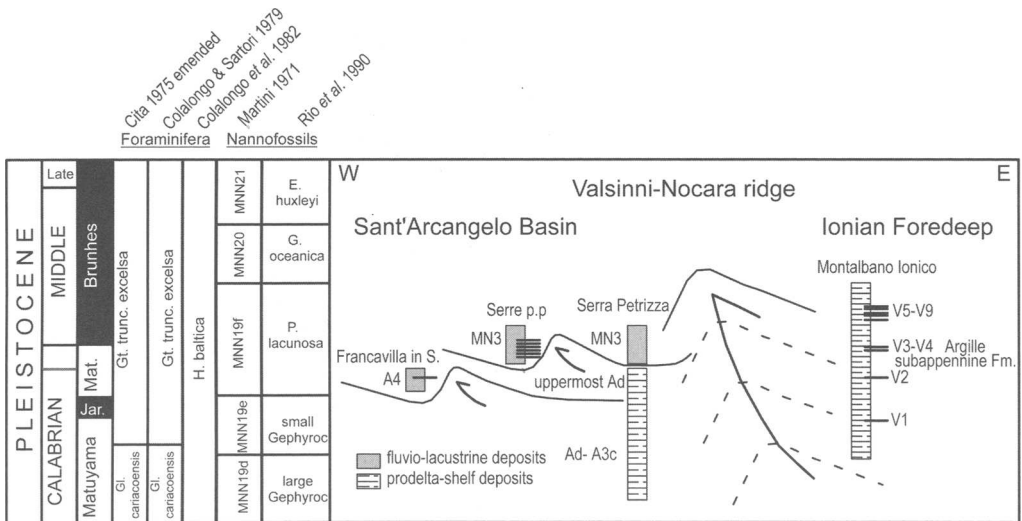 Cita 1975 emended
Colalongo & Sartori 1979
Colalongo et al. 1982
Martini 1971
Rio et al. 1990
Foraminifera
Nannofossils
PLEISTOCENE
CALABRIAN
MIDDLE
Late
Matuyama
Jar.
Mat.
Brunhes
Gl. cariacoensis
Gt. trunc. excelsa
Gl. cariacoensis
Gt. trunc. excelsa
H. baltica
MNN21
MNN20
MNN19f
MNN19e
MNN19d
E.
huxleyi
G.
oceanica
P.
lacunosa
small
Gephyroc
large
Gephyroc
W
E
Valsinni-Nocara ridge
Sant'Arcangelo Basin
Ionian Foredeep
Montalbano Ionico
Serre p.p
Serra Petrizza
MN3
MN3
Francavilla in S.
A4
uppermost Ad
Ad- A3c
V5-V9
V3-V4 Argille
subappennine Fm.
V2
V1
fluvio-lacustrine deposits
prodelta-shelf deposits